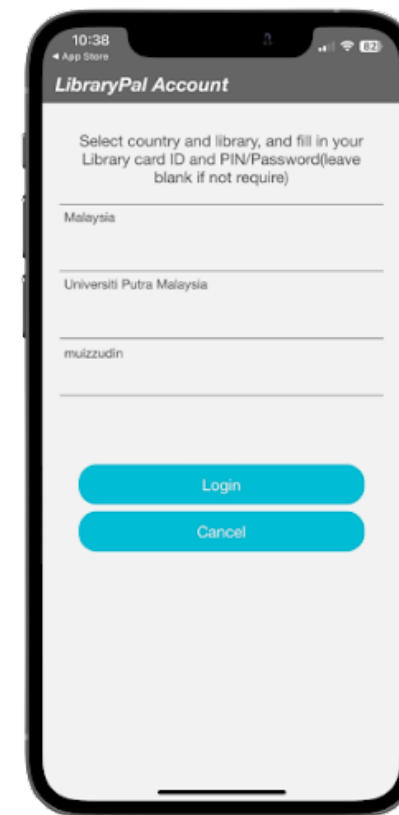 10:38
◀ App Store
82
LibraryPal Account
Select country and library, and fill in your
Library card ID and PIN/Password(leave
blank if not require)
Malaysia
Universiti Putra Malaysia
muizzudin
Login
Cancel